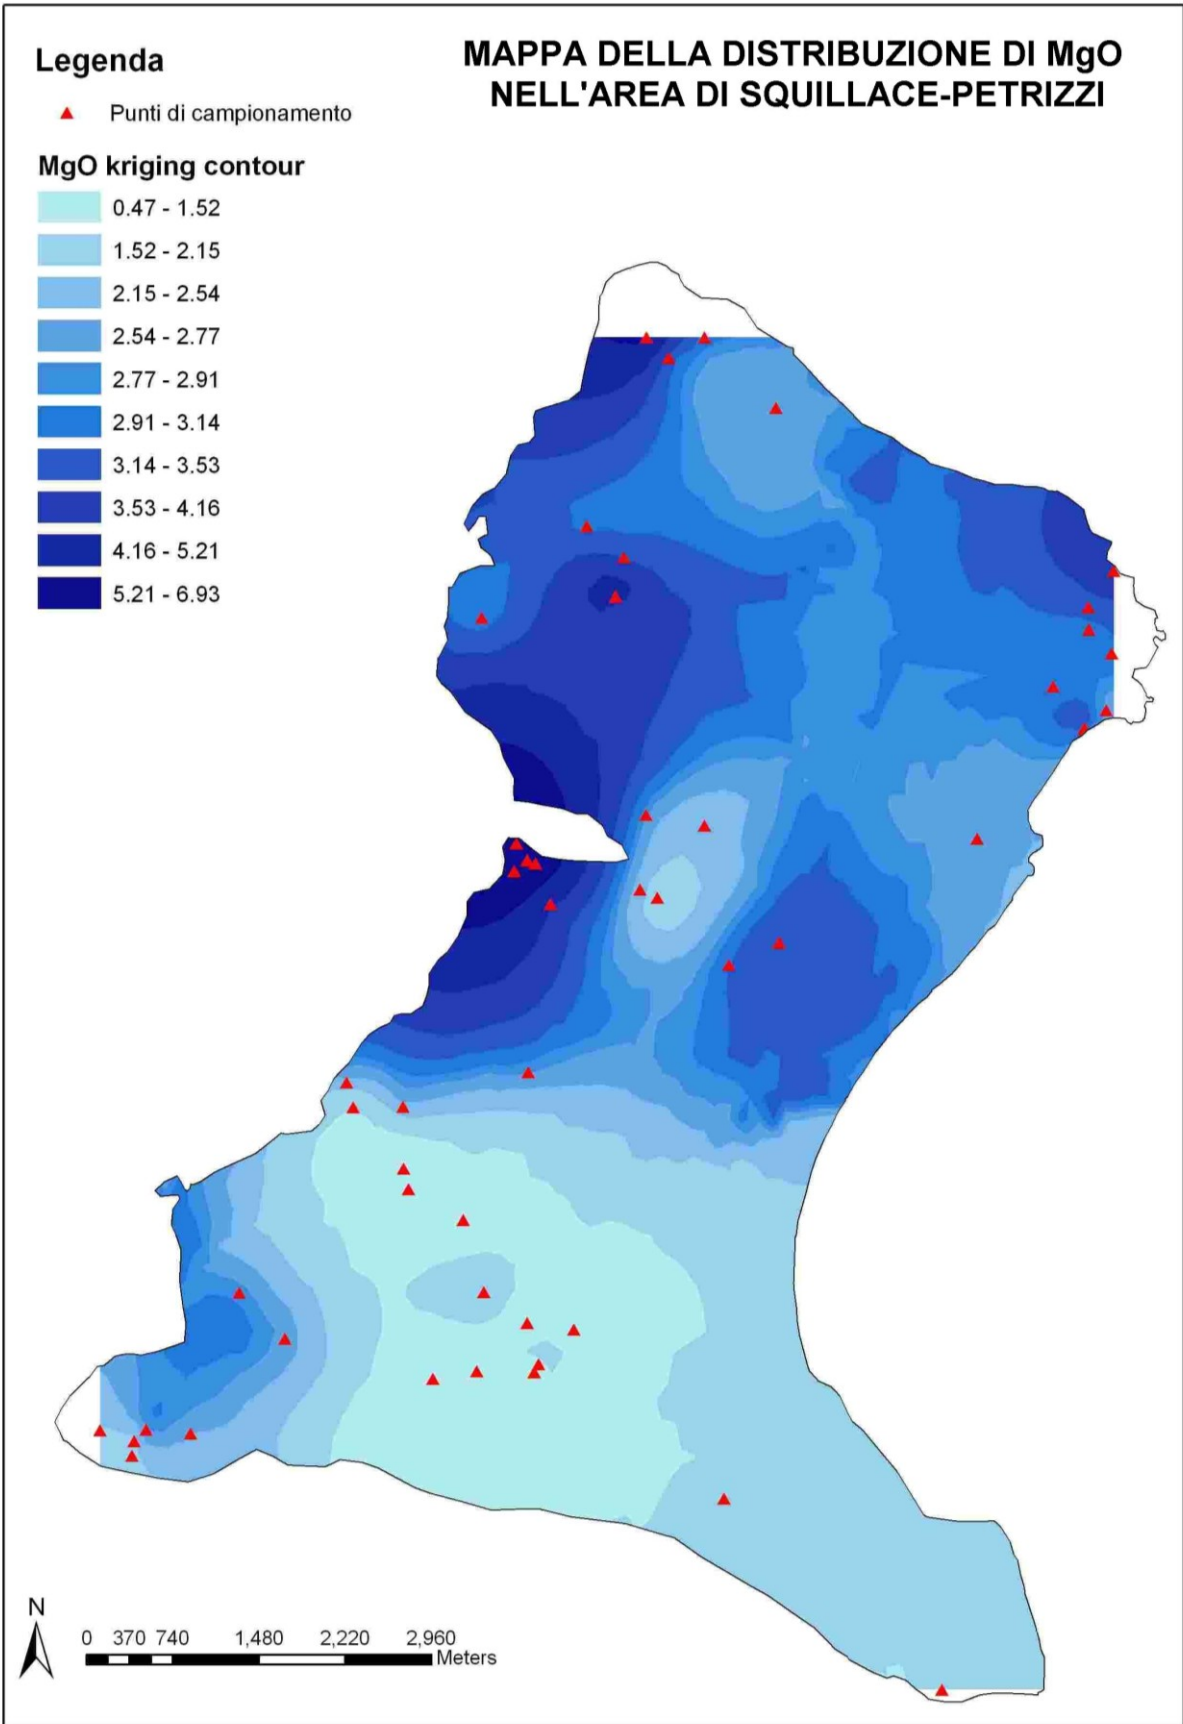 MAPPA DELLA DISTRIBUZIONE DI MgO
NELL'AREA DI SQUILLACE-PETRIZZI
Legenda
Punti di campionamento
MgO kriging contour
0.47 - 1.52
1.52 - 2.15
2.15 - 2.54
2.54 - 2.77
2.77 - 2.91
2.91 - 3.14
3.14 - 3.53
3.53 - 4.16
4.16 - 5.21
5.21 - 6.93
N
0 370 740 1,480 2,220 2,960
Meters